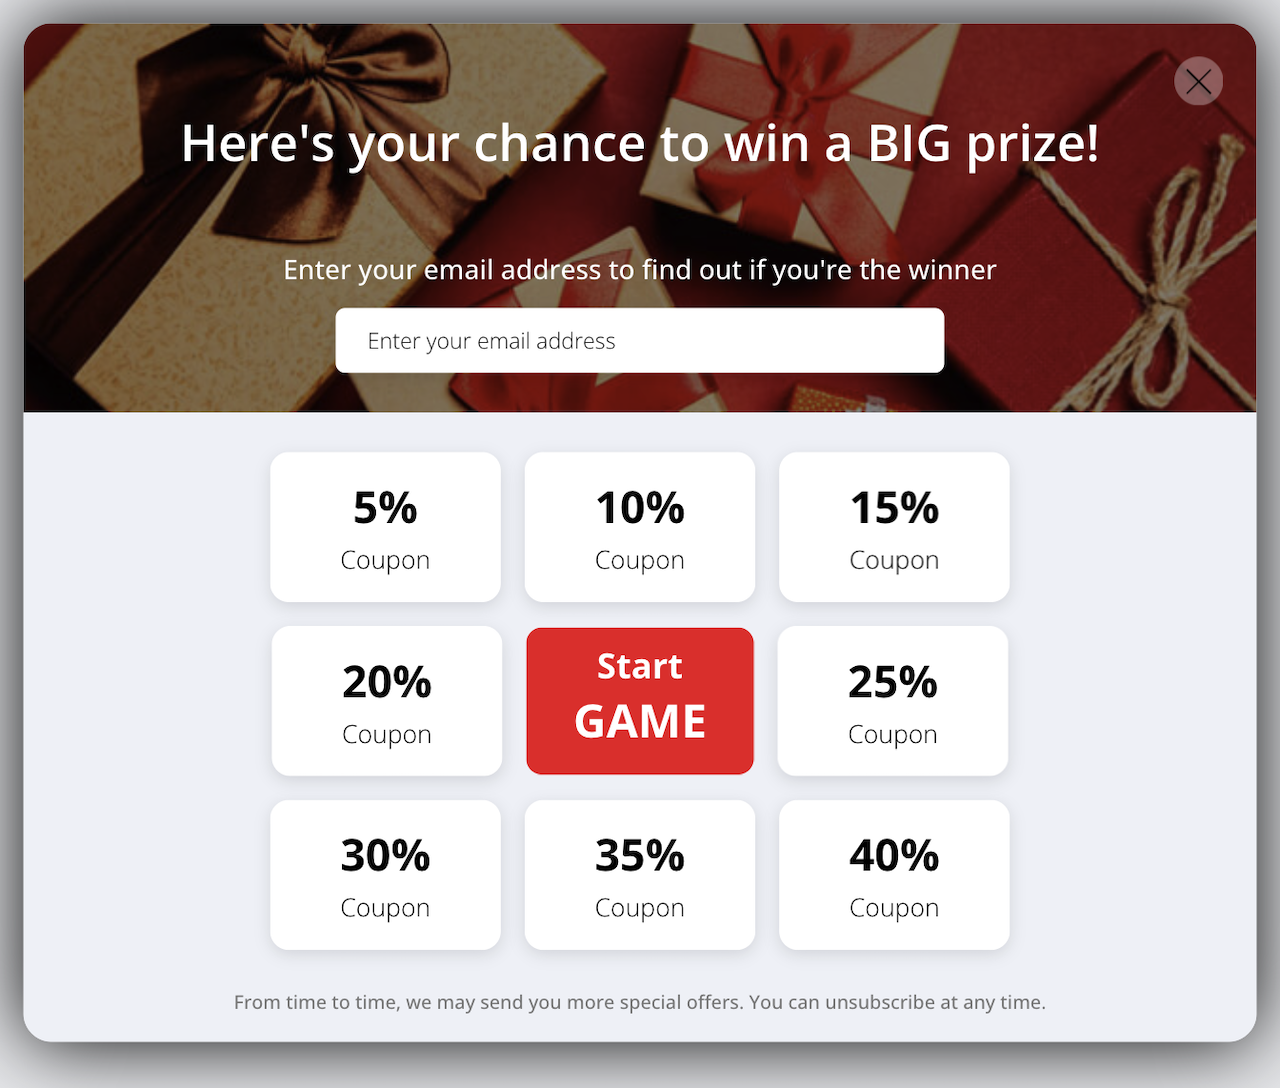 Here's your chance to win a BIG prize!
Enter your email address to find out if you're the winner
Enter your email address
5%
Coupon
10%
Coupon
15%
Coupon
20%
Coupon
Start
GAME
25%
Coupon
30%
Coupon
35%
Coupon
40%
Coupon
From time to time, we may send you more special offers. You can unsubscribe at any time.